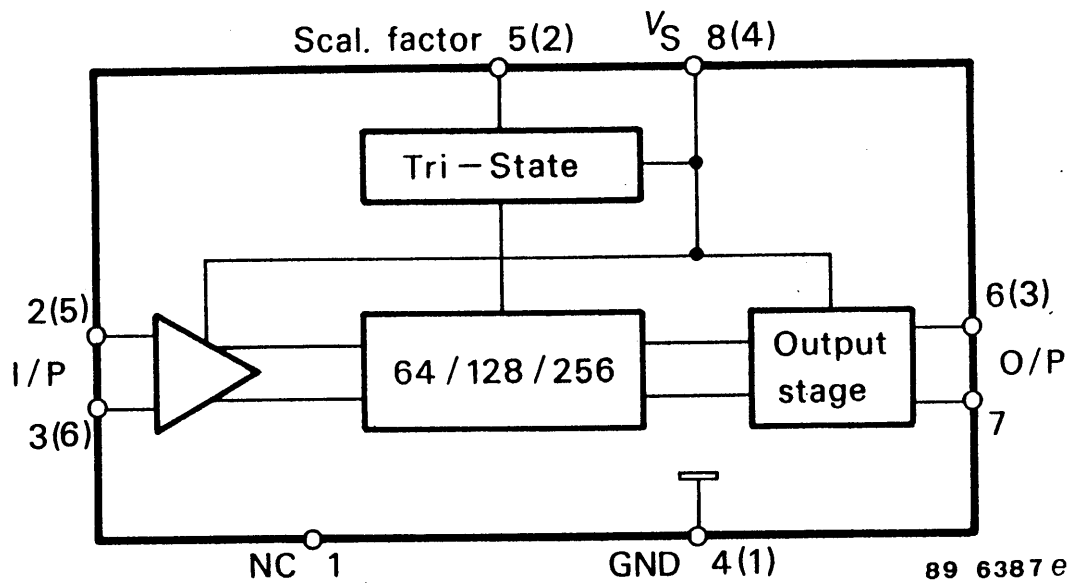 Scal. factor 5(2)
VS 8(4)
Tri – State
2(5)
I/P
3(6)
64 / 128 / 256
Output
stage
6(3)
O/P
7
NC 1
GND 4(1)
89 6387 e